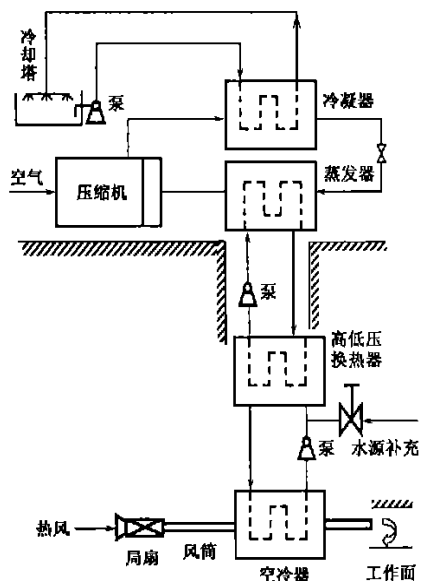 冷却塔
泵
冷凝器
蒸发器
空气
压缩机
泵
高低压
换热器
泵
水源补充
热风
局扇
风筒
空冷器
工作面